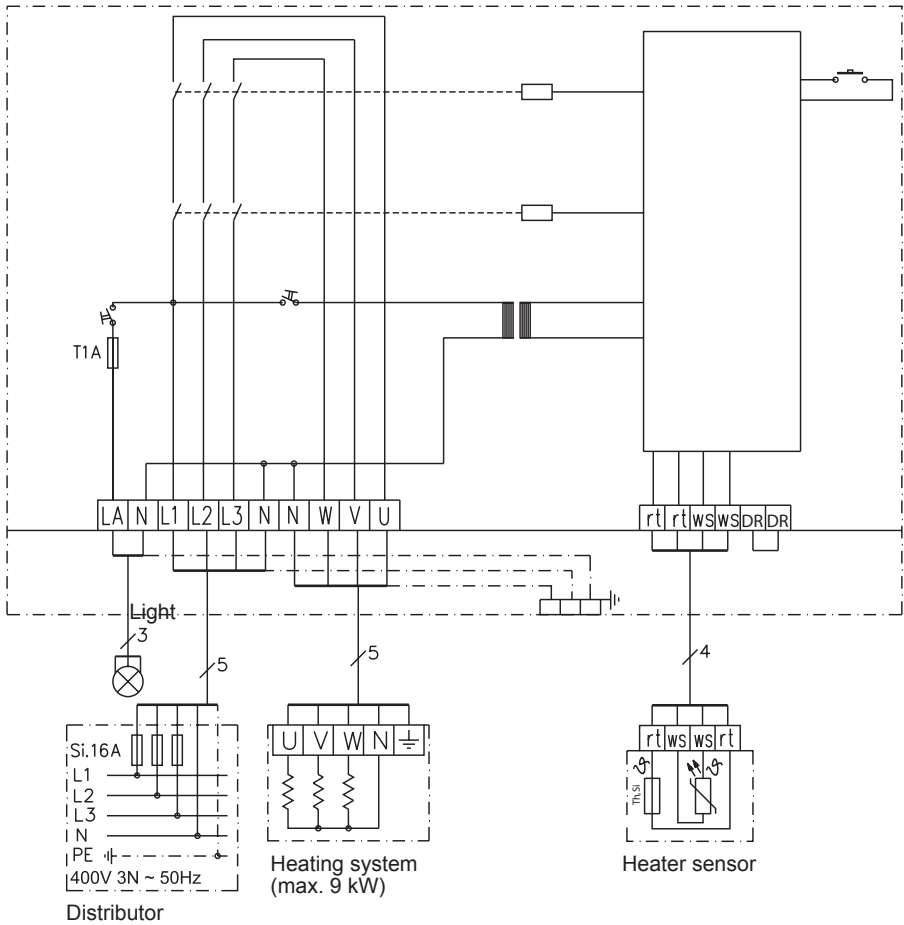 T1A
LA N L1 L2 L3 N N W V U
rt rt ws ws DR DR
Light
3
5
5
4
Si.16A
L1
L2
L3
N
PE
400V 3N ~ 50Hz
Distributor
U V W N
Heating system
(max. 9 kW)
rt ws ws rt
ϑ
ϑ
Th,Si
Heater sensor